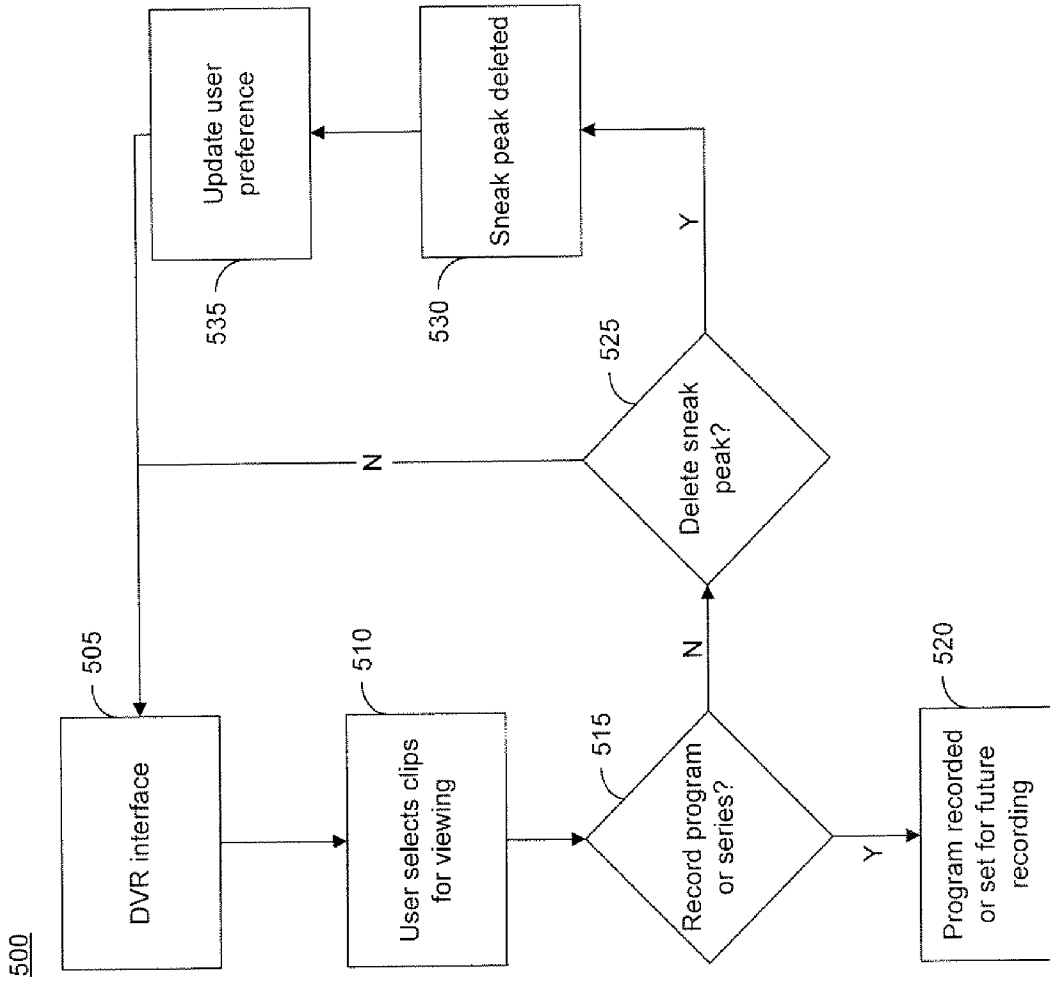 500
DVR interface
505
User selects clips
for viewing
510
Record program
or series?
515
Y
Program recorded
or set for future
recording
520
N
Delete sneak
peak?
525
N
Y
Sneak peak deleted
530
Update user
preference
535